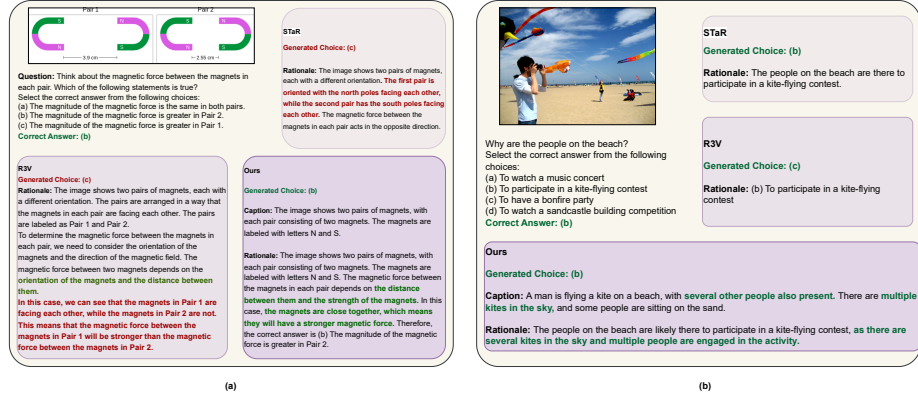 Pair 1
Pair 2
S
N
N
S
N
S
S
N
3.9 cm
2.55 cm
Question: Think about the magnetic force between the magnets in
each pair. Which of the following statements is true?
Select the correct answer from the following choices:
(a) The magnitude of the magnetic force is the same in both pairs.
(b) The magnitude of the magnetic force is greater in Pair 2.
(c) The magnitude of the magnetic force is greater in Pair 1.
Correct Answer: (b)
STaR
Generated Choice: (c)
Rationale: The image shows two pairs of magnets,
each with a different orientation. The first pair is
oriented with the north poles facing each other,
while the second pair has the south poles facing
each other. The magnetic force between the
magnets in each pair acts in the opposite direction.
R3V
Generated Choice: (c)
Rationale: The image shows two pairs of magnets, each with
a different orientation. The pairs are arranged in a way that
the magnets in each pair are facing each other. The pairs
are labeled as Pair 1 and Pair 2.
To determine the magnetic force between the magnets in
each pair, we need to consider the orientation of the
magnets and the direction of the magnetic field. The
magnetic force between two magnets depends on the
orientation of the magnets and the distance between
them.
In this case, we can see that the magnets in Pair 1 are
facing each other, while the magnets in Pair 2 are not.
This means that the magnetic force between the
magnets in Pair 1 will be stronger than the magnetic
force between the magnets in Pair 2.
Ours
Generated Choice: (b)
Caption: The image shows two pairs of magnets, with
each pair consisting of two magnets. The magnets are
labeled with letters N and S.
Rationale: The image shows two pairs of magnets, with
each pair consisting of two magnets. The magnets are
labeled with letters N and S. The magnetic force between
the magnets in each pair depends on the distance
between them and the strength of the magnets. In this
case, the magnets are close together, which means
they will have a stronger magnetic force. Therefore,
the correct answer is (b) The magnitude of the magnetic
force is greater in Pair 2.
(a)
Why are the people on the beach?
Select the correct answer from the following
choices:
(a) To watch a music concert
(b) To participate in a kite-flying contest
(c) To have a bonfire party
(d) To watch a sandcastle building competition
Correct Answer: (b)
STaR
Generated Choice: (b)
Rationale: The people on the beach are there to
participate in a kite-flying contest.
R3V
Generated Choice: (c)
Rationale: (b) To participate in a kite-flying
contest
Ours
Generated Choice: (b)
Caption: A man is flying a kite on a beach, with several other people also present. There are multiple
kites in the sky, and some people are sitting on the sand.
Rationale: The people on the beach are likely there to participate in a kite-flying contest, as there are
several kites in the sky and multiple people are engaged in the activity.
(b)